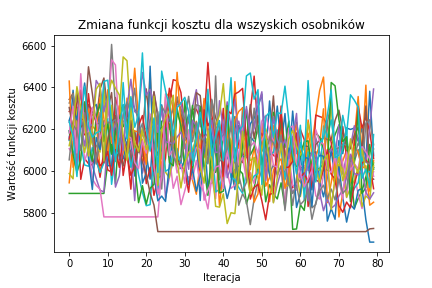 Zmiana funkcji kosztu dla wszyskich osobników
6600
6400
6200
6000
5800
Wartość funkcji kosztu
0 10 20 30 40 50 60 70 80
Iteracja